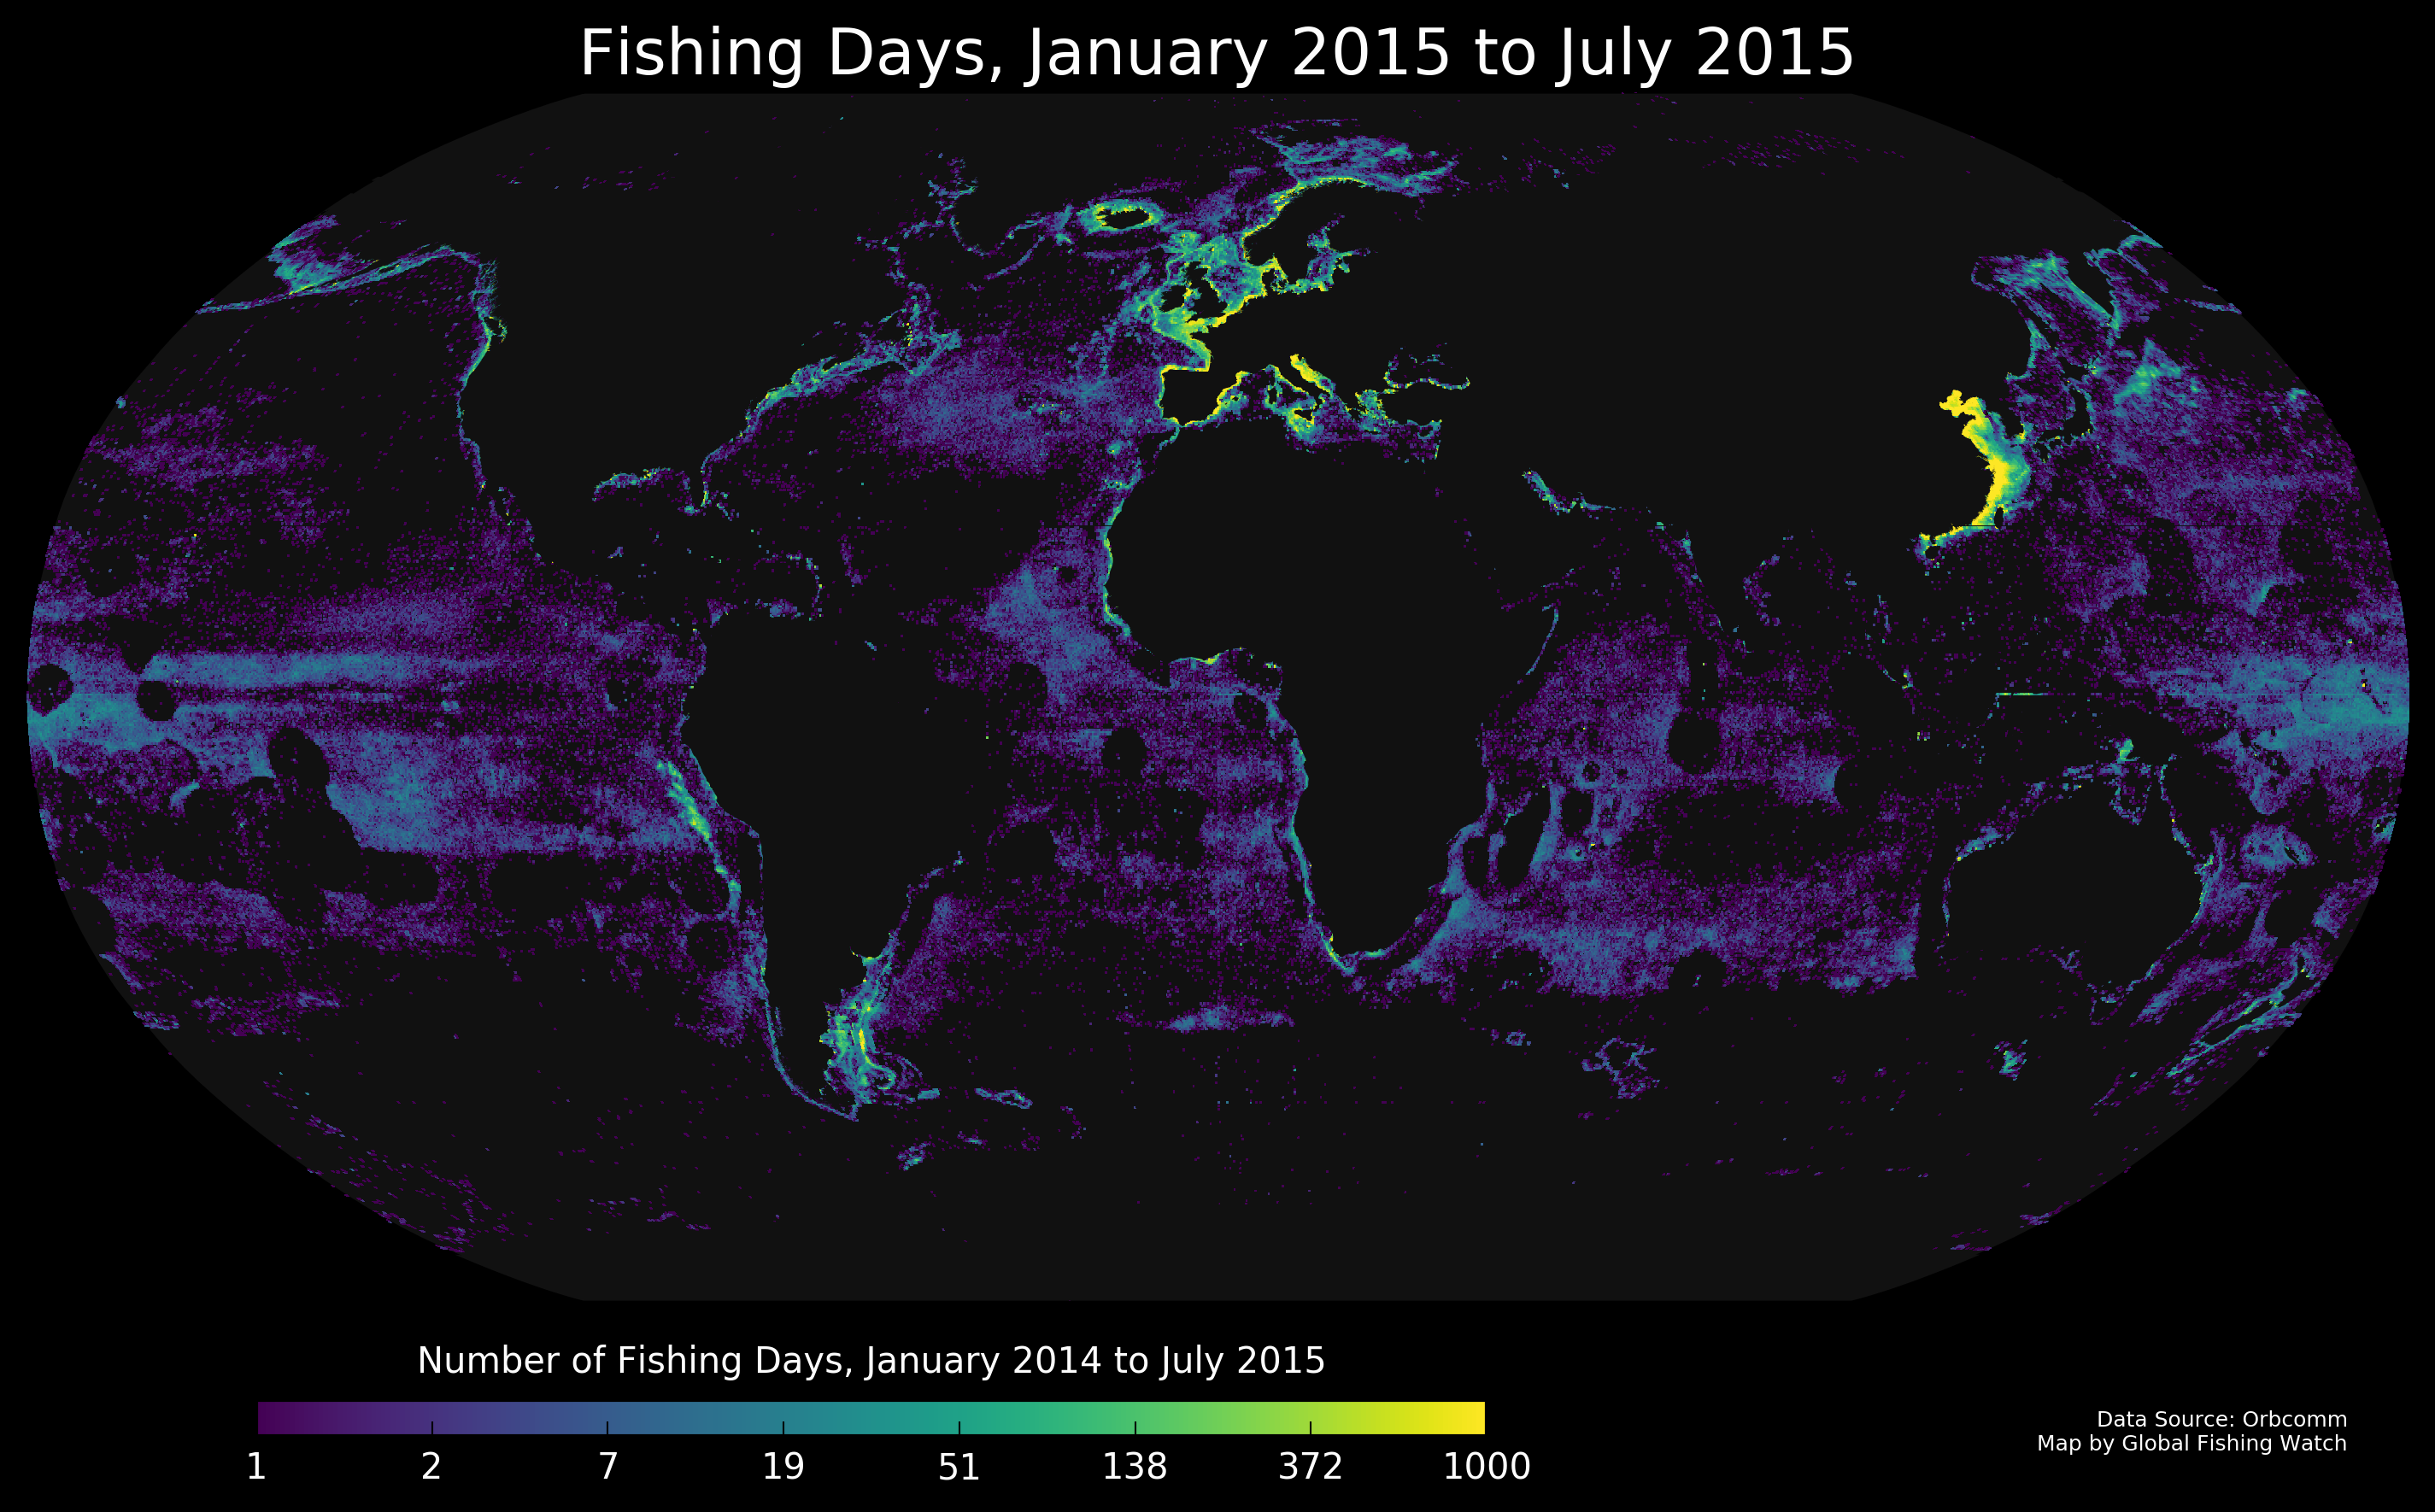 Fishing Days, January 2015 to July 2015
Number of Fishing Days, January 2014 to July 2015
1 2 7 19 51 138 372 1000
Data Source: Orbcomm
Map by Global Fishing Watch